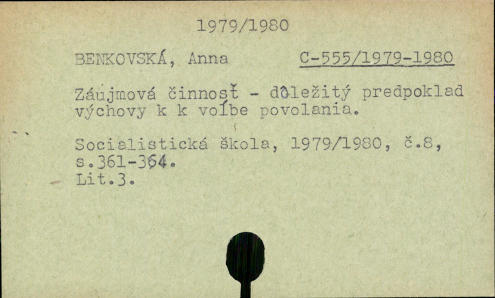 1979/1980
BENKOVSKÁ, Anna C-555/1979-1980
Záujmová činnosť - dôležitý predpoklad
výchovy k k voľbe povolania.
Socialistická škola, 1979/1980, č.8,
s.361-364.
Lit.3.